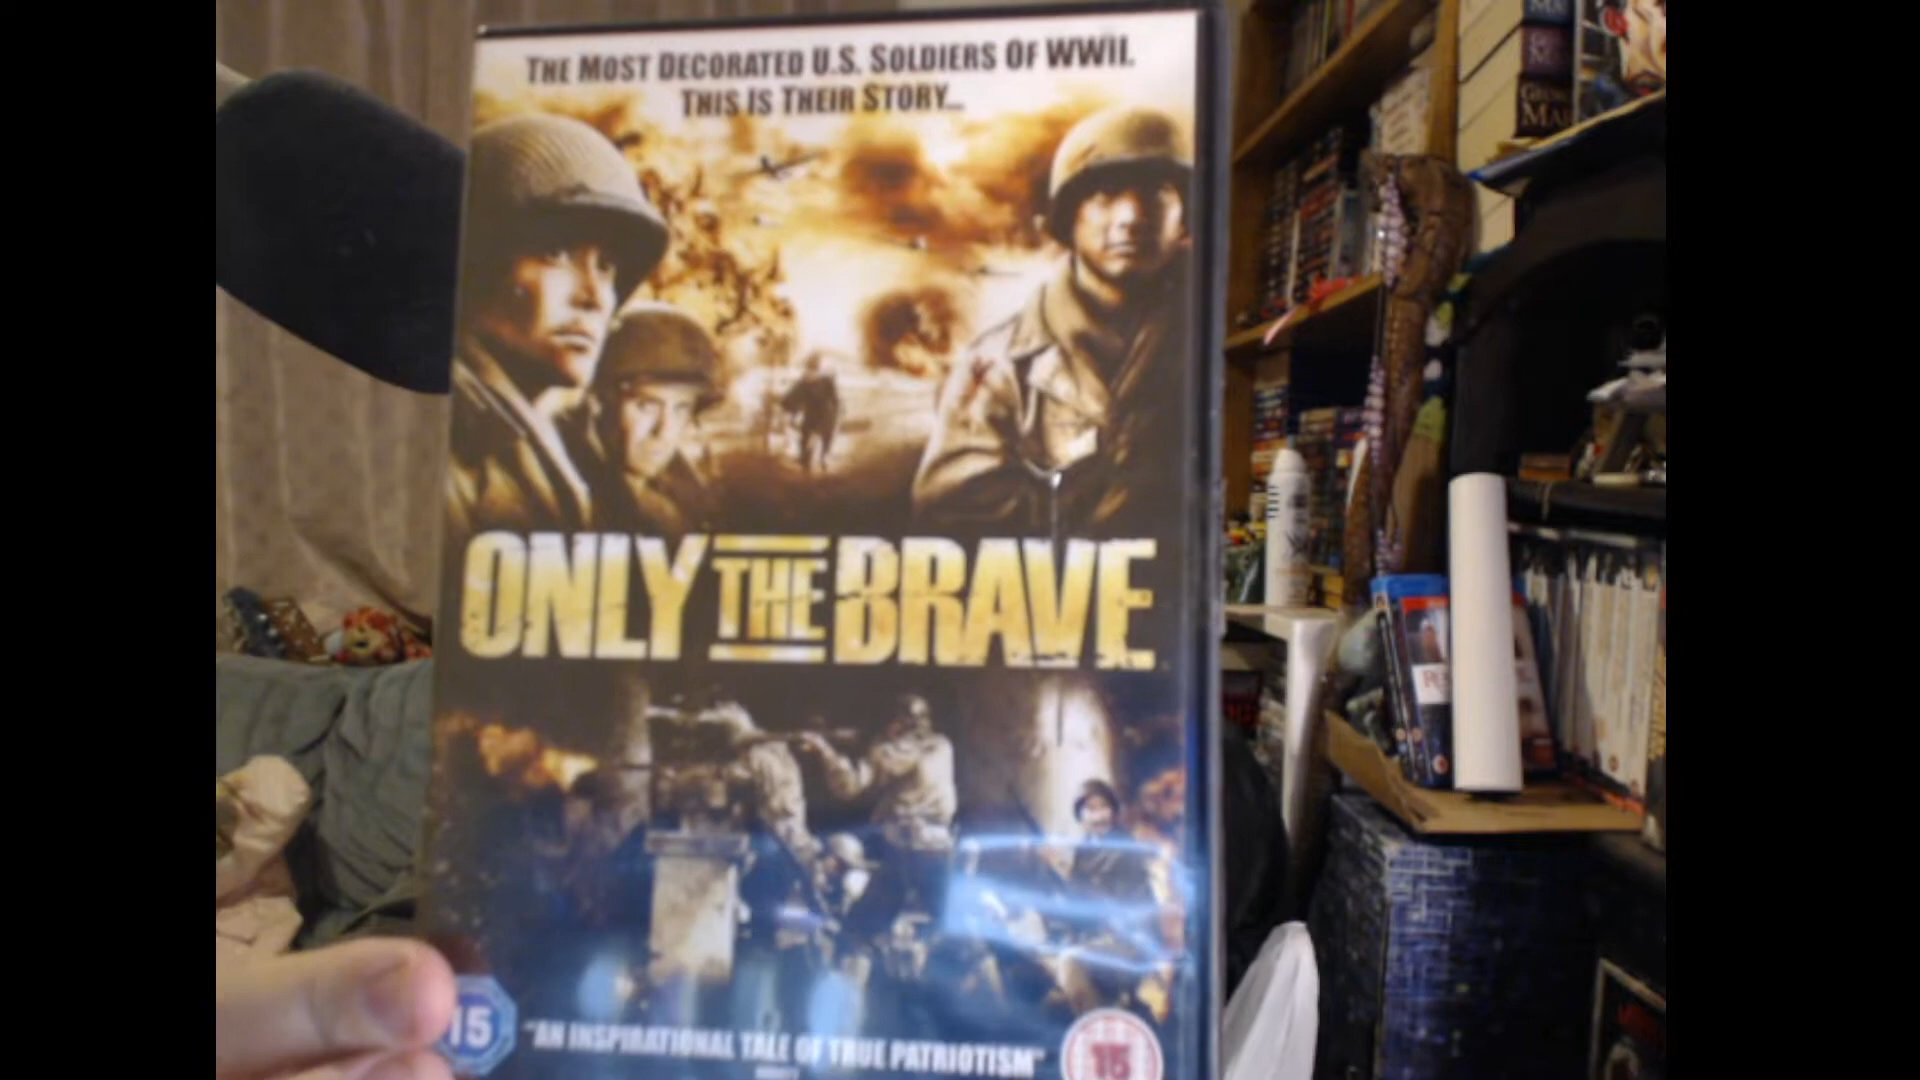 THE MOST DECORATED U.S. SOLDIERS OF WWII.
THIS IS THEIR STORY...
ONLY THE BRAVE
15
"AN INSPIRATIONAL TALE OF TRUE PATRIOTISM"
15